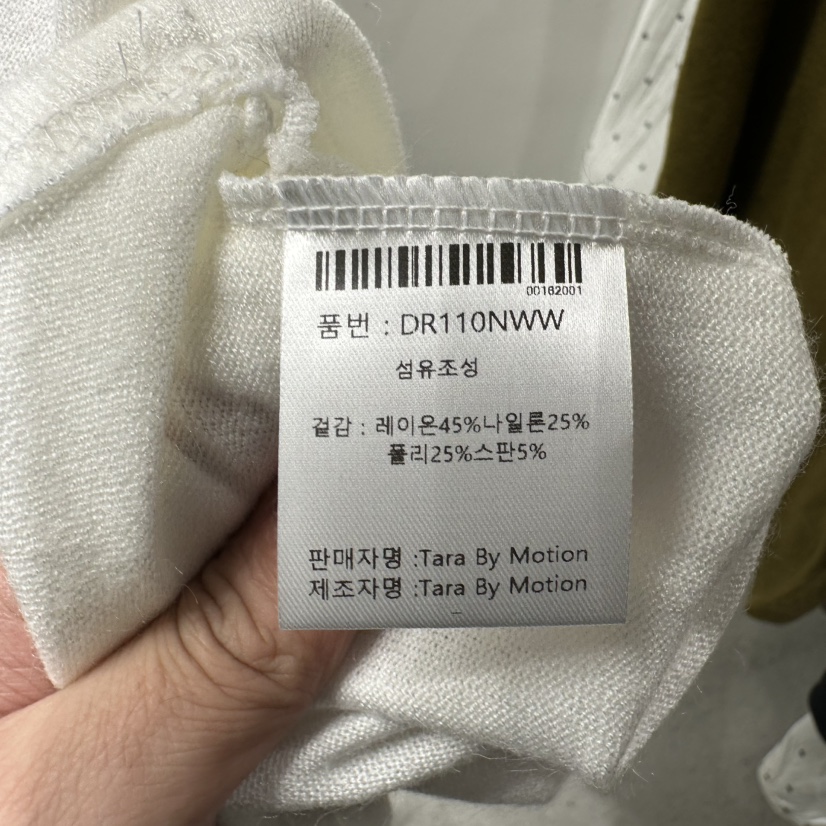 00182001
품번 : DR110NWW
섬유조성
겉감 : 레이온45%나일론25%
폴리25%스판5%
판매자명 :Tara By Motion
제조자명 :Tara By Motion